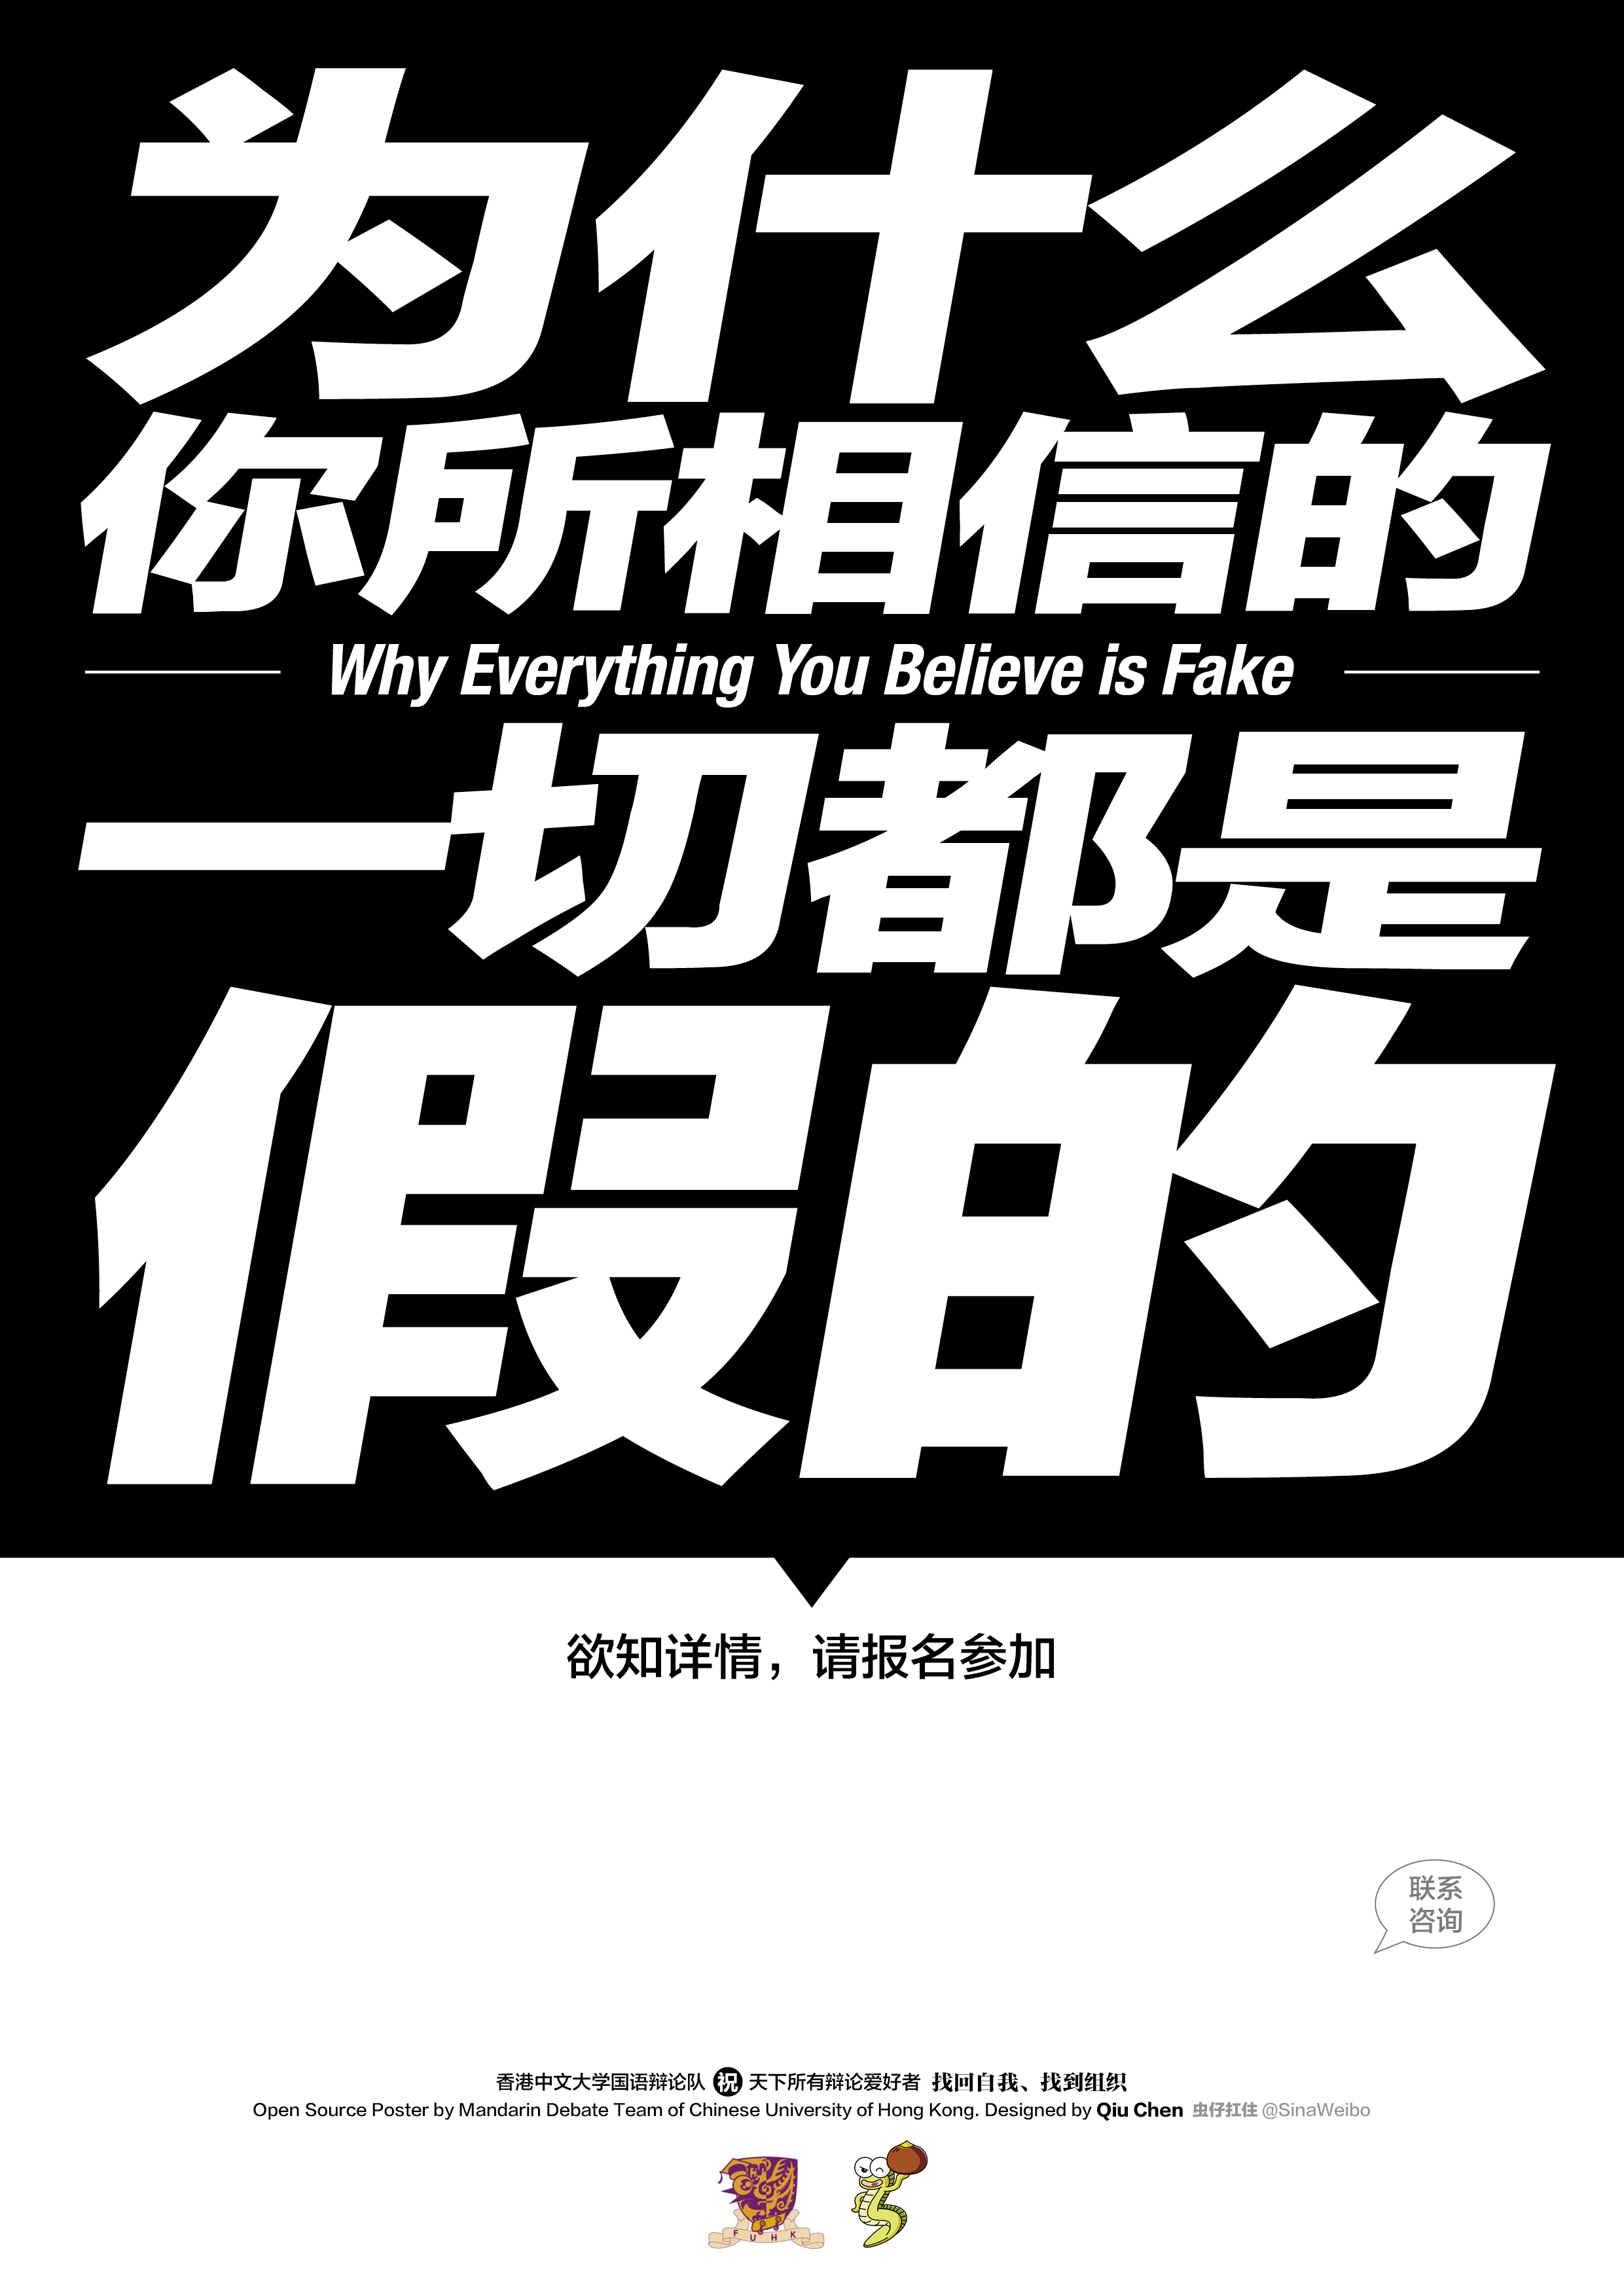 为什么
你所相信的
Why Everything You Believe is Fake
一切都是
假的
欲知详情，请报名参加
联系
咨询
香港中文大学国语辩论队 祝 天下所有辩论爱好者 找回自我、找到组织
Open Source Poster by Mandarin Debate Team of Chinese University of Hong Kong. Designed by Qiu Chen 虫仔扛住 @SinaWeibo
F U H K